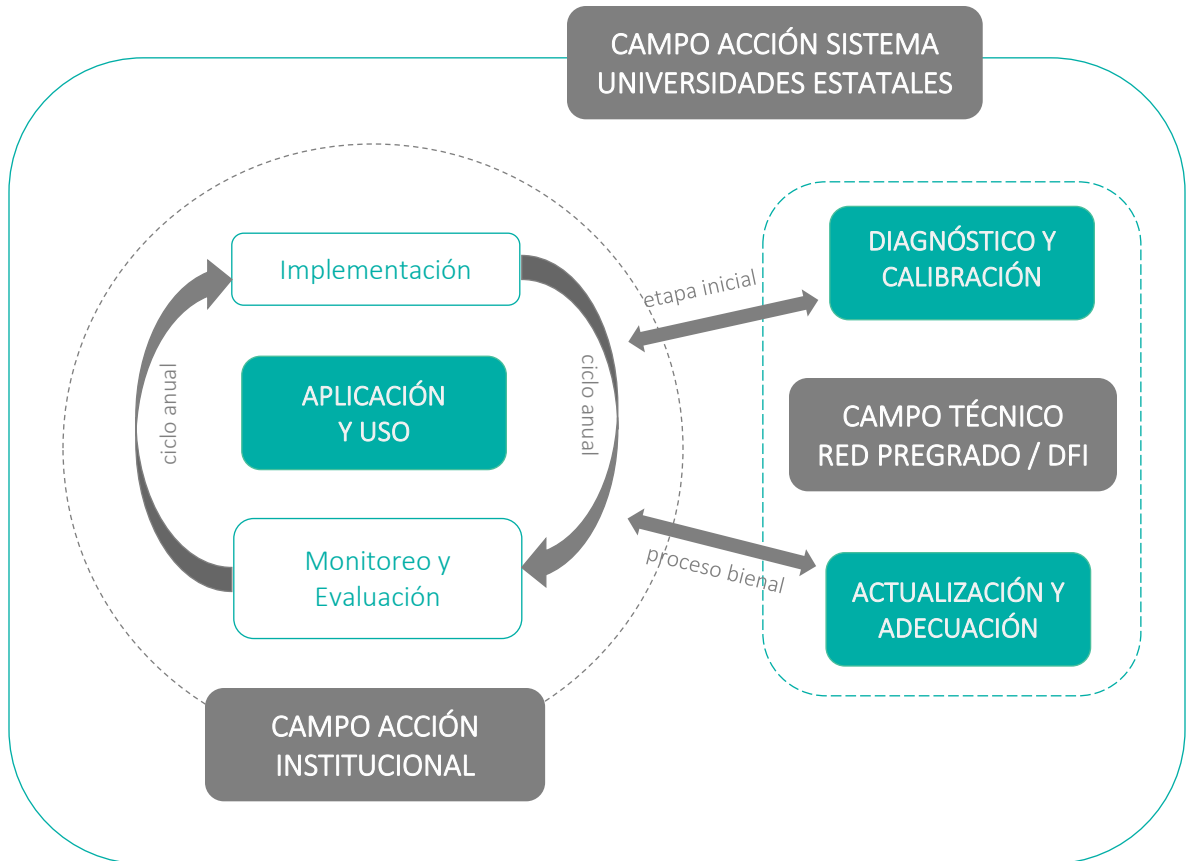 CAMPO ACCIÓN SISTEMA
UNIVERSIDADES ESTATALES
Implementación
ciclo anual
APLICACIÓN
Y USO
ciclo anual
Monitoreo y
Evaluación
CAMPO ACCIÓN
INSTITUCIONAL
etapa inicial
proceso bienal
DIAGNÓSTICO Y
CALIBRACIÓN
CAMPO TÉCNICO
RED PREGRADO / DFI
ACTUALIZACIÓN Y
ADECUACIÓN